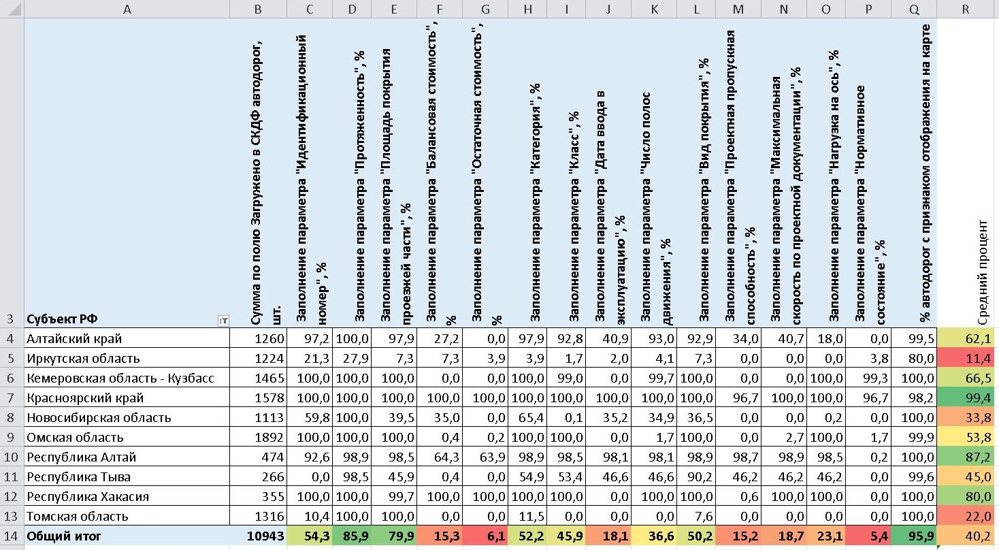 A B C D E F G H I J K L M N O P Q R
3 Субъект РФ
Сумма по полю Загружено в СКДФ автодорог,
шт.
Заполнение параметра "Идентификационный
номер", %
Заполнение параметра "Протяженность", %
Заполнение параметра "Площадь покрытия
проезжей части", %
Заполнение параметра "Балансовая стоимость",
%
Заполнение параметра "Остаточная стоимость",
%
Заполнение параметра "Категория", %
Заполнение параметра "Класс", %
Заполнение параметра "Дата ввода в
эксплуатацию", %
Заполнение параметра "Число полос
движения", %
Заполнение параметра "Вид покрытия", %
Заполнение параметра "Проектная пропускная
способность", %
Заполнение параметра "Максимальная
скорость по проектной документации", %
Заполнение параметра "Нагрузка на ось", %
Заполнение параметра "Нормативное
состояние", %
% автодорог с признаком отображения на карте
Средний процент
4 Алтайский край 1260 97,2 100,0 97,9 27,2 0,0 97,9 92,8 40,9 93,0 92,9 34,0 40,7 18,0 0,0 99,5 62,1
5 Иркутская область 1224 21,3 27,9 7,3 7,3 3,9 3,9 1,7 2,0 4,1 7,3 0,0 0,0 0,0 3,8 80,0 11,4
6 Кемеровская область - Кузбасс 1465 100,0 100,0 100,0 0,0 0,0 100,0 99,0 0,0 99,7 100,0 0,0 0,0 100,0 99,3 100,0 66,5
7 Красноярский край 1578 100,0 100,0 100,0 100,0 100,0 100,0 100,0 100,0 100,0 100,0 96,7 100,0 100,0 96,7 98,2 99,4
8 Новосибирская область 1113 59,8 100,0 39,5 35,0 0,0 65,4 0,1 35,2 34,9 36,5 0,0 0,0 0,2 0,0 100,0 33,8
9 Омская область 1892 100,0 100,0 100,0 0,4 0,2 100,0 100,0 0,0 1,7 100,0 0,0 2,7 100,0 1,7 99,9 53,8
10 Республика Алтай 474 92,6 98,9 98,5 64,3 63,9 98,9 98,5 98,1 98,1 98,9 98,7 98,9 98,5 0,2 100,0 87,2
11 Республика Тыва 266 0,0 98,5 45,9 0,4 0,0 54,9 53,4 46,6 46,6 90,2 46,2 46,2 46,2 0,0 99,6 45,0
12 Республика Хакасия 355 100,0 100,0 99,7 100,0 100,0 100,0 100,0 0,0 100,0 100,0 0,6 100,0 100,0 0,0 100,0 80,0
13 Томская область 1316 10,4 100,0 100,0 0,0 0,0 11,5 0,0 0,0 0,0 7,6 0,0 0,0 0,0 0,0 100,0 22,0
14 Общий итог 10943 54,3 85,9 79,9 15,3 6,1 52,2 45,9 18,1 36,6 50,2 15,2 18,7 23,1 5,4 95,9 40,2